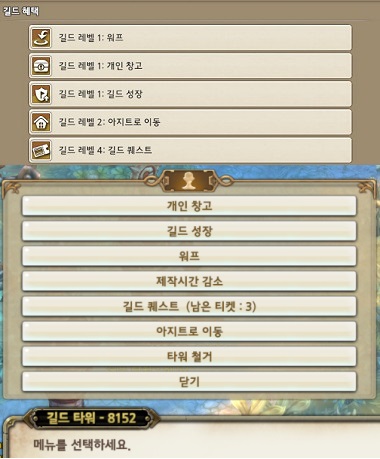 길드 혜택
길드 레벨 1: 워프
길드 레벨 1: 개인 창고
길드 레벨 1: 길드 성장
길드 레벨 2: 아지트로 이동
길드 레벨 4: 길드 퀘스트
개인 창고
길드 성장
워프
제작시간 감소
길드 퀘스트 (남은 티켓 : 3)
아지트로 이동
타워 철거
닫기
길드 타워 - 8152
메뉴를 선택하세요.